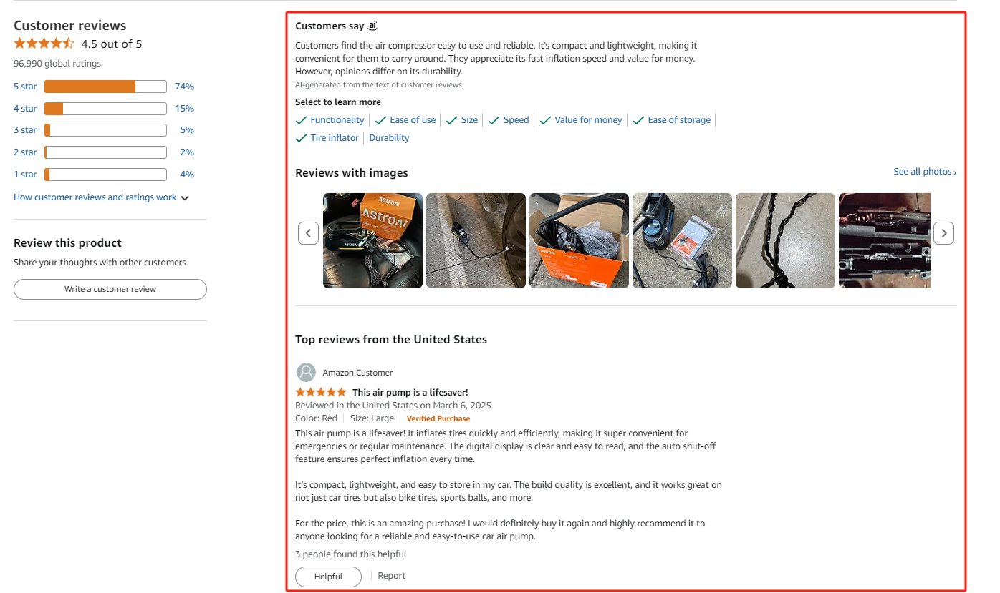 Customer reviews
4.5 out of 5
96,990 global ratings
5 star 74%
4 star 15%
3 star 5%
2 star 2%
1 star 4%
How customer reviews and ratings work
Review this product
Share your thoughts with other customers
Write a customer review
Customers say ai
Customers find the air compressor easy to use and reliable. It's compact and lightweight, making it
convenient for them to carry around. They appreciate its fast inflation speed and value for money.
However, opinions differ on its durability.
AI-generated from the text of customer reviews
Select to learn more
Functionality Ease of use Size Speed Value for money Ease of storage
Tire inflator Durability
Reviews with images
See all photos ›
ASTROAI
ASTROAI
ASTROAI
ASTROAI
Top reviews from the United States
Amazon Customer
This air pump is a lifesaver!
Reviewed in the United States on March 6, 2025
Color: Red Size: Large Verified Purchase
This air pump is a lifesaver! It inflates tires quickly and efficiently, making it super convenient for
emergencies or regular maintenance. The digital display is clear and easy to read, and the auto shut-off
feature ensures perfect inflation every time.
It's compact, lightweight, and easy to store in my car. The build quality is excellent, and it works great on
not just car tires but also bike tires, sports balls, and more.
For the price, this is an amazing purchase! I would definitely buy it again and highly recommend it to
anyone looking for a reliable and easy-to-use car air pump.
3 people found this helpful
Helpful Report